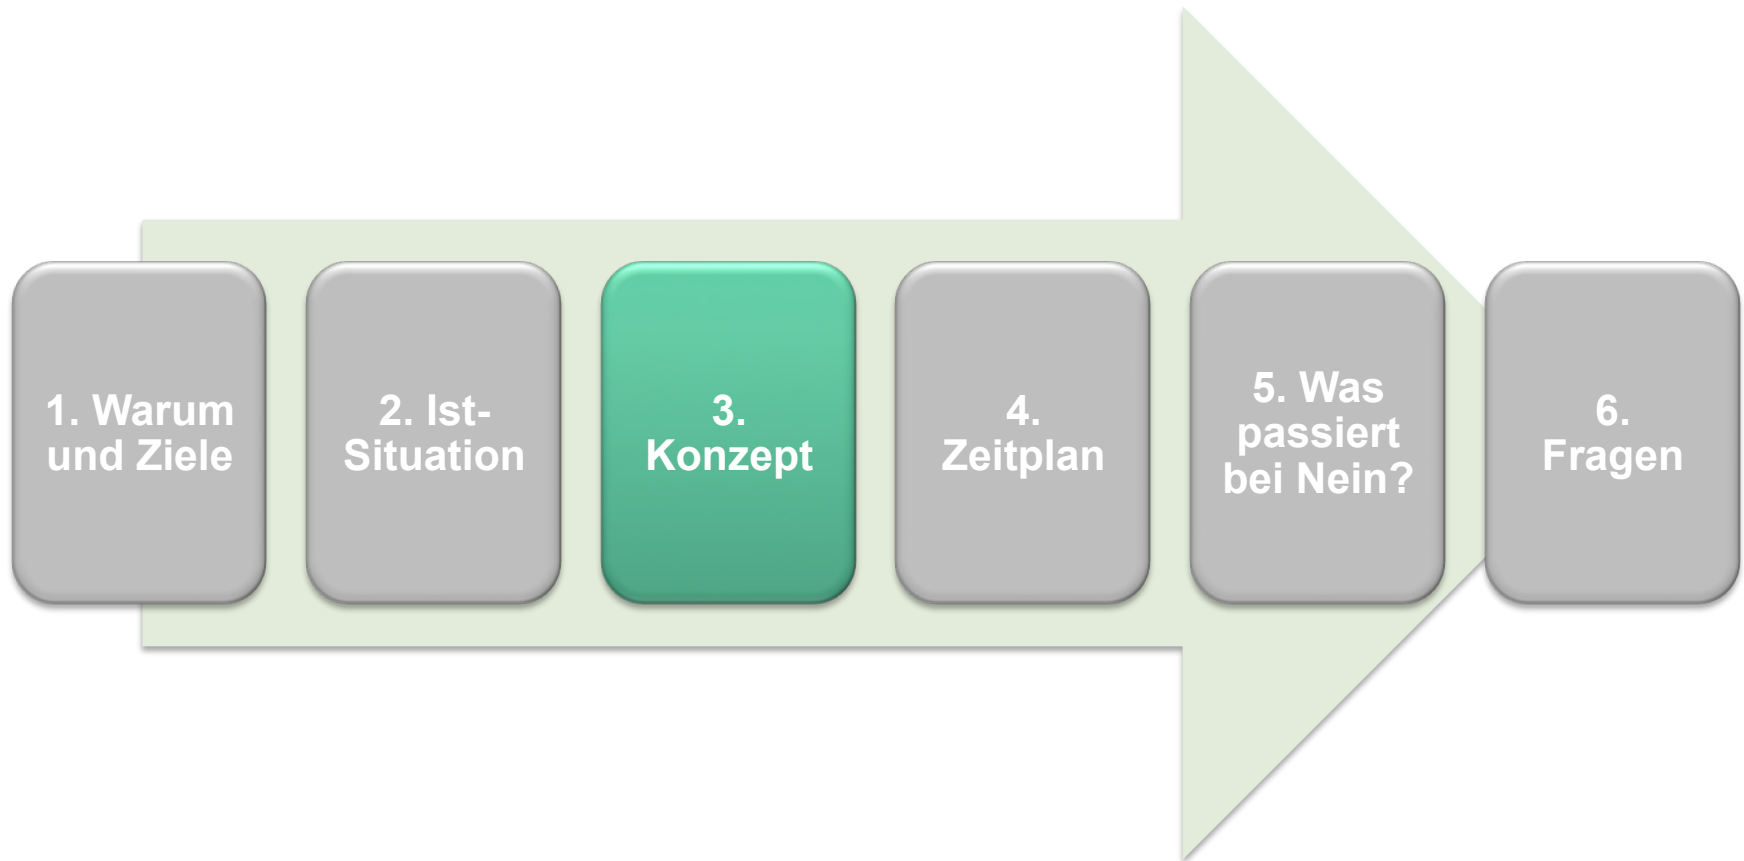 1. Warum
und Ziele
2. Ist-
Situation
3.
Konzept
4.
Zeitplan
5. Was
passiert
bei Nein?
6.
Fragen